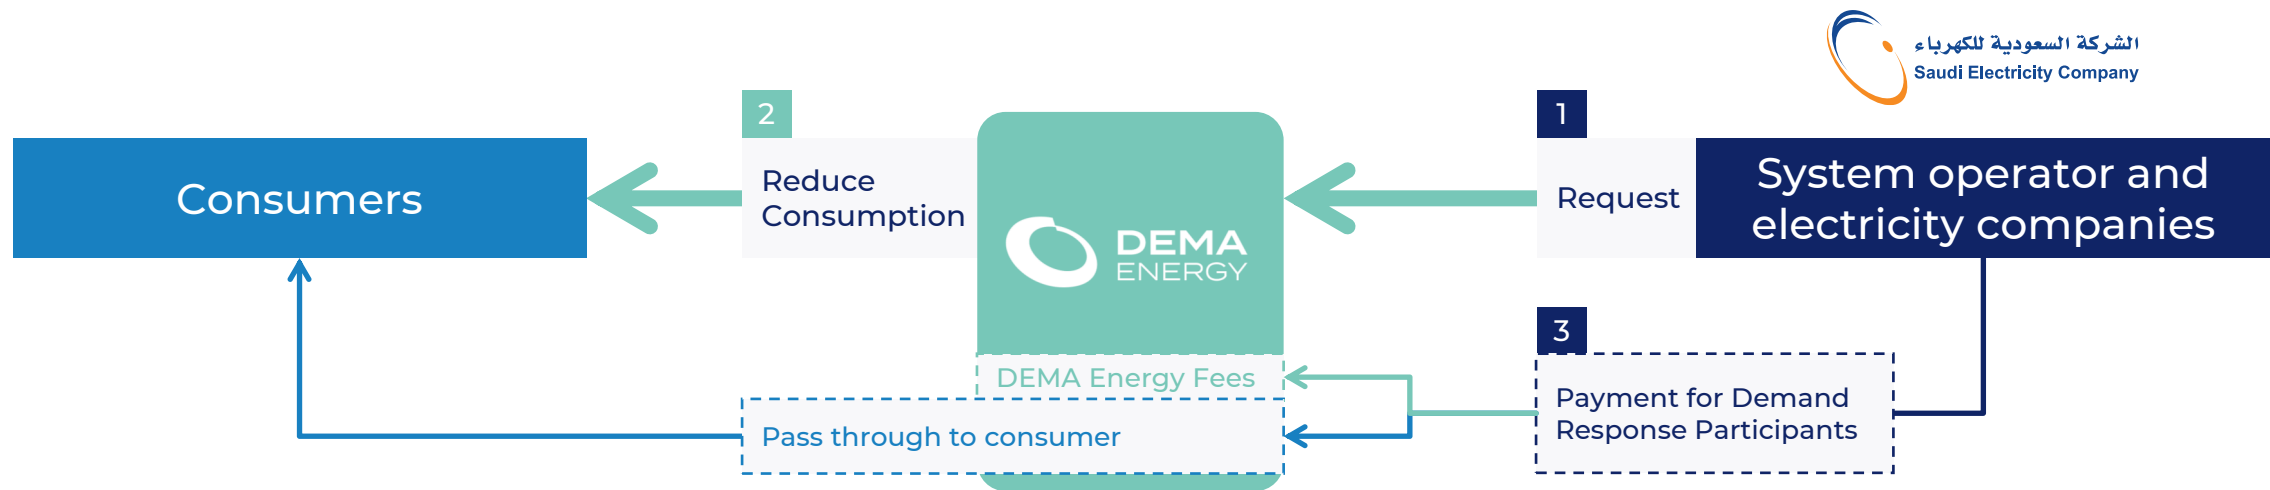 الشركة السعودية للكهرباء
Saudi Electricity Company
2
1
Consumers
Reduce
Consumption
DEMA
ENERGY
Request
System operator and
electricity companies
3
DEMA Energy Fees
Pass through to consumer
Payment for Demand
Response Participants